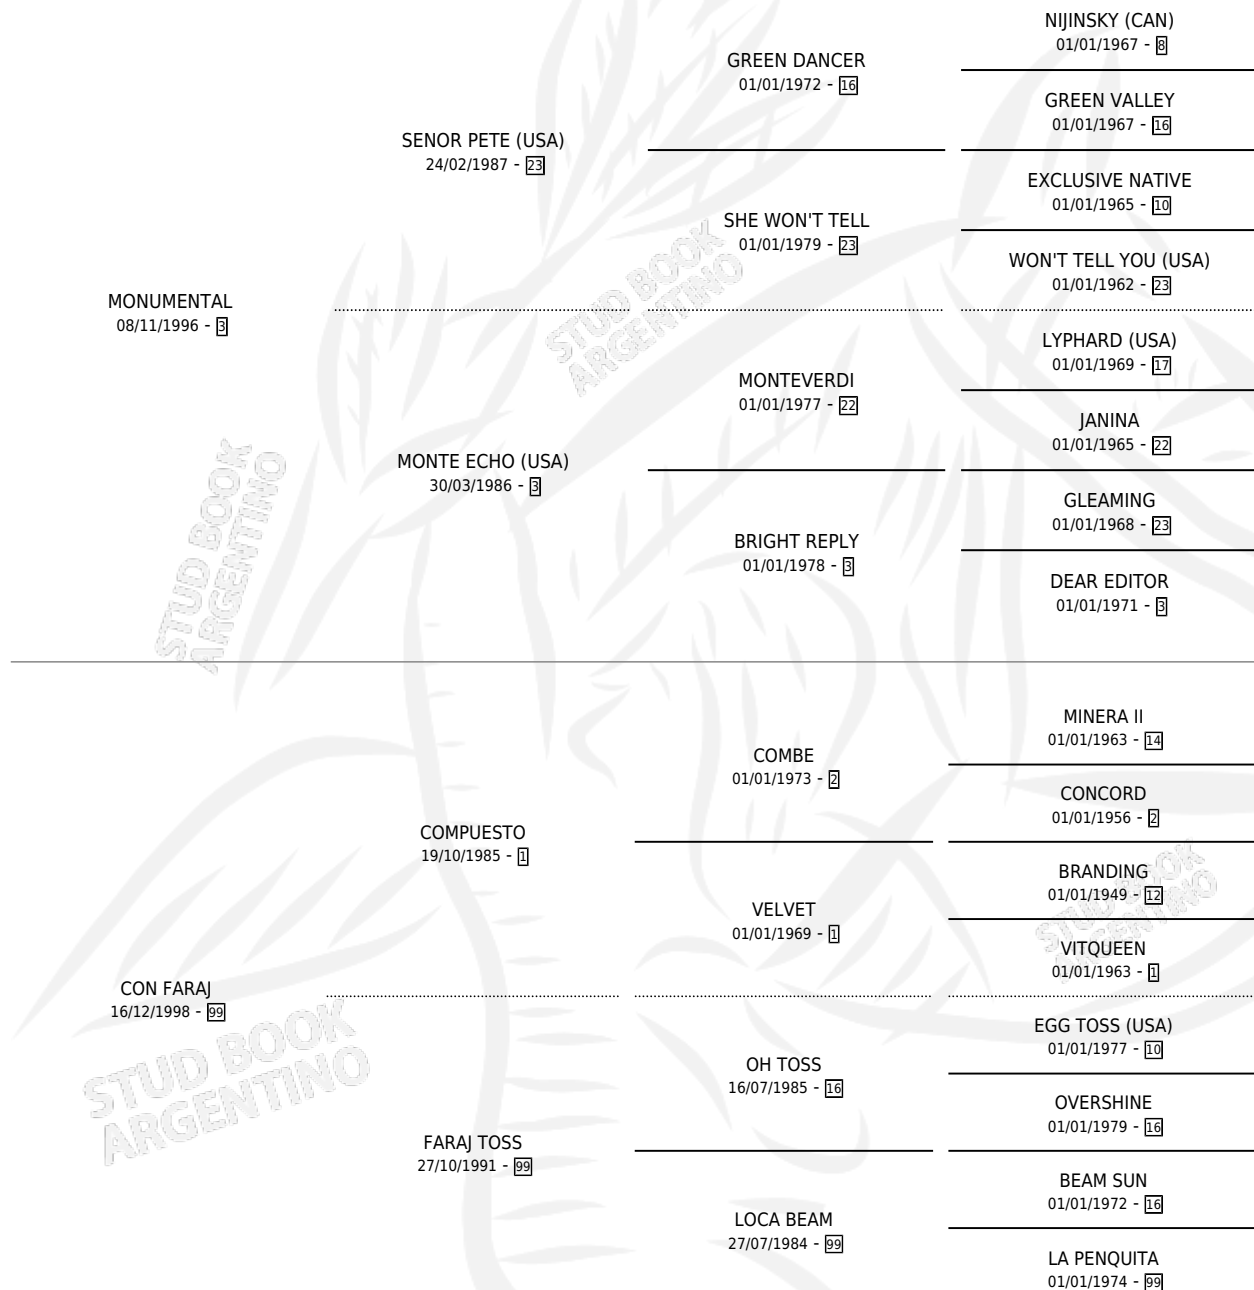 NIJINSKY (CAN)
01/01/1967 - 8
GREEN DANCER
01/01/1972 - 16
GREEN VALLEY
01/01/1967 - 16
SENOR PETE (USA)
24/02/1987 - 23
EXCLUSIVE NATIVE
01/01/1965 - 10
SHE WON'T TELL
01/01/1979 - 23
WON'T TELL YOU (USA)
01/01/1962 - 23
MONUMENTAL
08/11/1996 - 3
STUD BOOK
ARGENTINO
LYPHARD (USA)
01/01/1969 - 17
MONTEVERDI
01/01/1977 - 22
JANINA
01/01/1965 - 22
MONTE ECHO (USA)
30/03/1986 - 3
GLEAMING
01/01/1968 - 23
BRIGHT REPLY
01/01/1978 - 3
DEAR EDITOR
01/01/1971 - 3
STUD BOOK
ARGENTINO
MINERA II
01/01/1963 - 14
COMBE
01/01/1973 - 2
CONCORD
01/01/1956 - 2
COMPUESTO
19/10/1985 - 1
BRANDING
01/01/1949 - 12
VELVET
01/01/1969 - 1
VITQUEEN
01/01/1963 - 1
STUD BOOK
ARGENTINO
CON FARAJ
16/12/1998 - 99
EGG TOSS (USA)
01/01/1977 - 10
OH TOSS
16/07/1985 - 16
OVERSHINE
01/01/1979 - 16
STUD BOOK
ARGENTINO
FARAJ TOSS
27/10/1991 - 99
BEAM SUN
01/01/1972 - 16
LOCA BEAM
27/07/1984 - 99
LA PENQUITA
01/01/1974 - 99